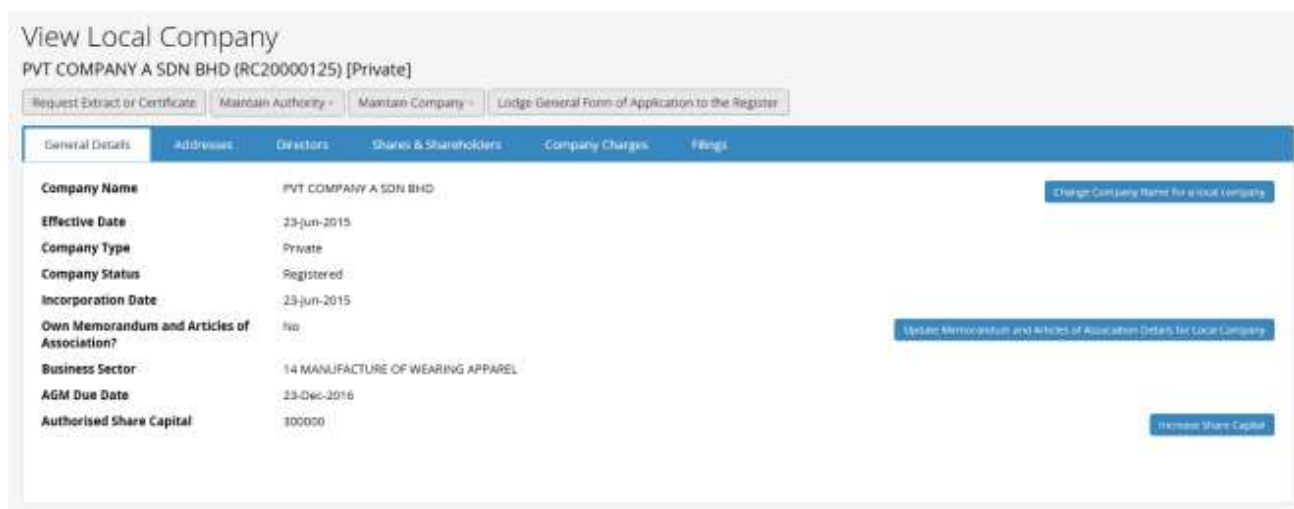 View Local Company
PVT COMPANY A SDN BHD (RC20000125) [Private]
Request Extract or Certificate Maintain Authority - Maintain Company - Lodge General Form of Application to the Register
General Details Addresses Directors Shares & Shareholders Company Charges Filings
Company Name PVT COMPANY A SDN BHD Change Company Name for a local company
Effective Date 23-Jun-2015
Company Type Private
Company Status Registered
Incorporation Date 23-Jun-2015
Own Memorandum and Articles of No Update Memorandum and Articles of Association Details for Local Company
Association?
Business Sector 14 MANUFACTURE OF WEARING APPAREL
AGM Due Date 23-Dec-2016
Authorised Share Capital 300000 Increase Share Capital